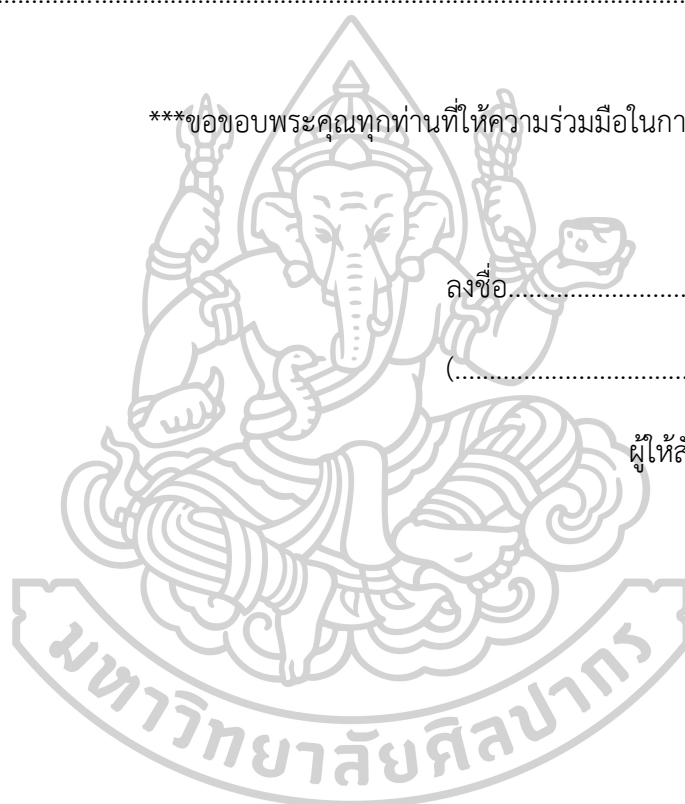 ...........................................................................................................
***ขอขอบพระคุณทุกท่านที่ให้ความร่วมมือในกา
ลงชื่อ..........................
(..................................
ผู้ให้สั
มหาวิทยาลัยศิลปากร